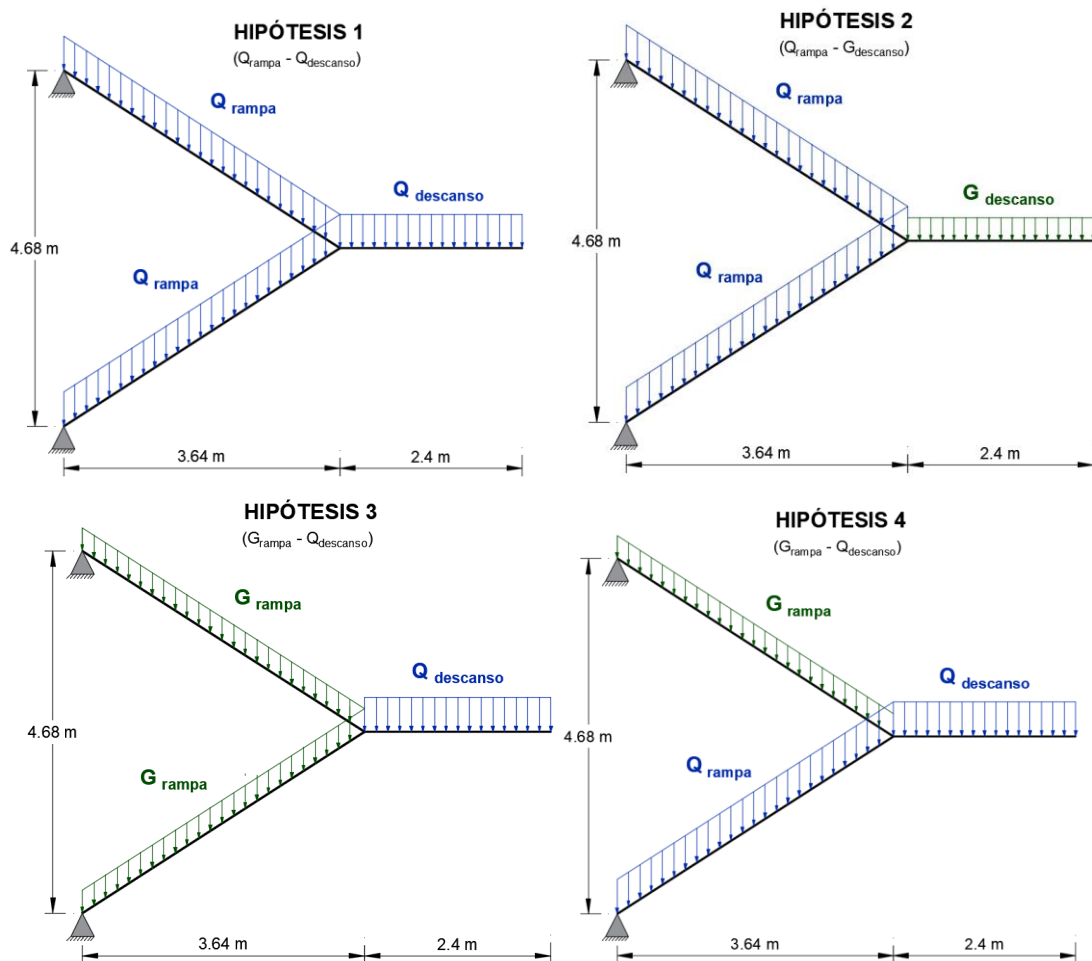 HIPÓTESIS 1
(Qrampa - Qdescanso)
Q rampa
Q descanso
4.68 m
Q rampa
3.64 m
2.4 m
HIPÓTESIS 2
(Qrampa - Gdescanso)
Q rampa
G descanso
4.68 m
Q rampa
3.64 m
2.4 m
HIPÓTESIS 3
(Grampa - Qdescanso)
G rampa
Q descanso
4.68 m
G rampa
3.64 m
2.4 m
HIPÓTESIS 4
(Grampa - Qdescanso)
G rampa
Q descanso
4.68 m
Q rampa
3.64 m
2.4 m